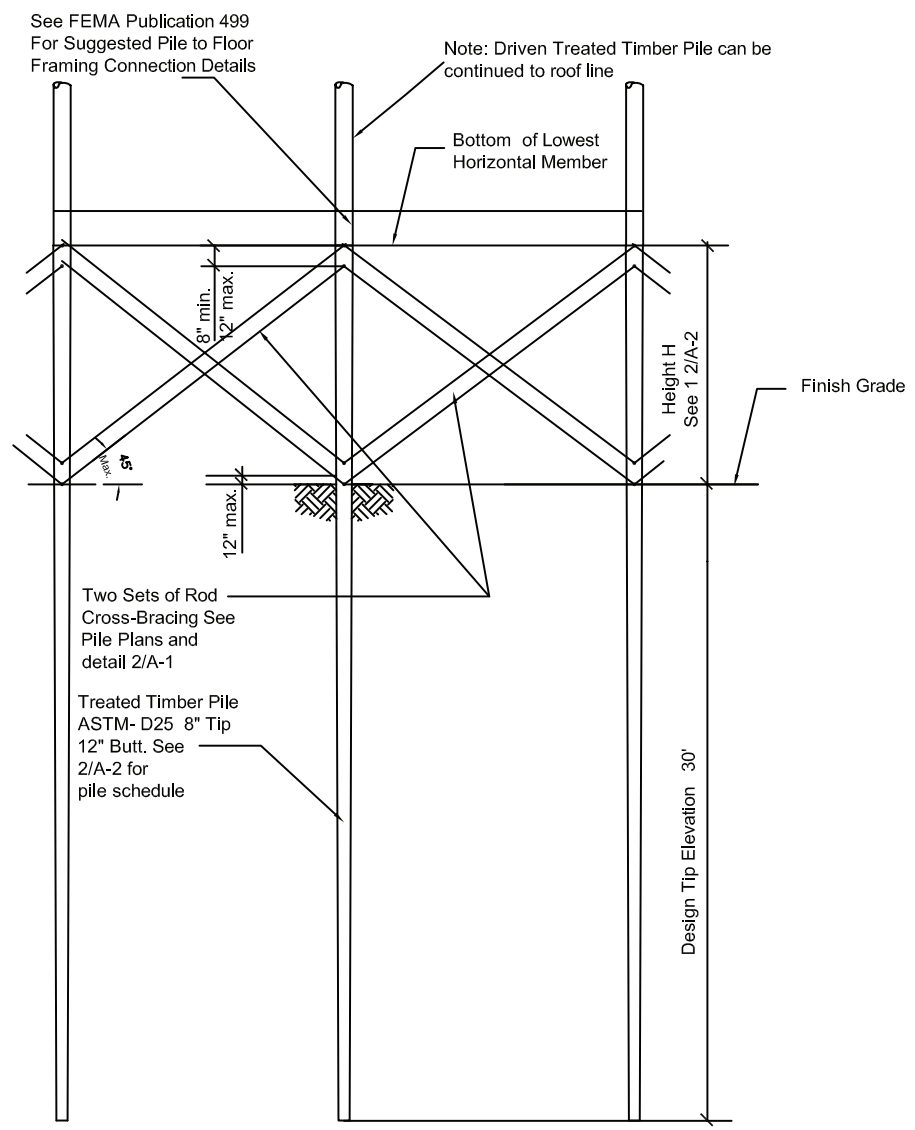 See FEMA Publication 499
For Suggested Pile to Floor
Framing Connection Details
Note: Driven Treated Timber Pile can be
continued to roof line
Bottom of Lowest
Horizontal Member
8" min.
12" max.
Height H
See 1 2/A-2
Finish Grade
45°
Max.
12" max.
Two Sets of Rod
Cross-Bracing See
Pile Plans and
detail 2/A-1
Treated Timber Pile
ASTM- D25 8" Tip
12" Butt. See
2/A-2 for
pile schedule
Design Tip Elevation 30'